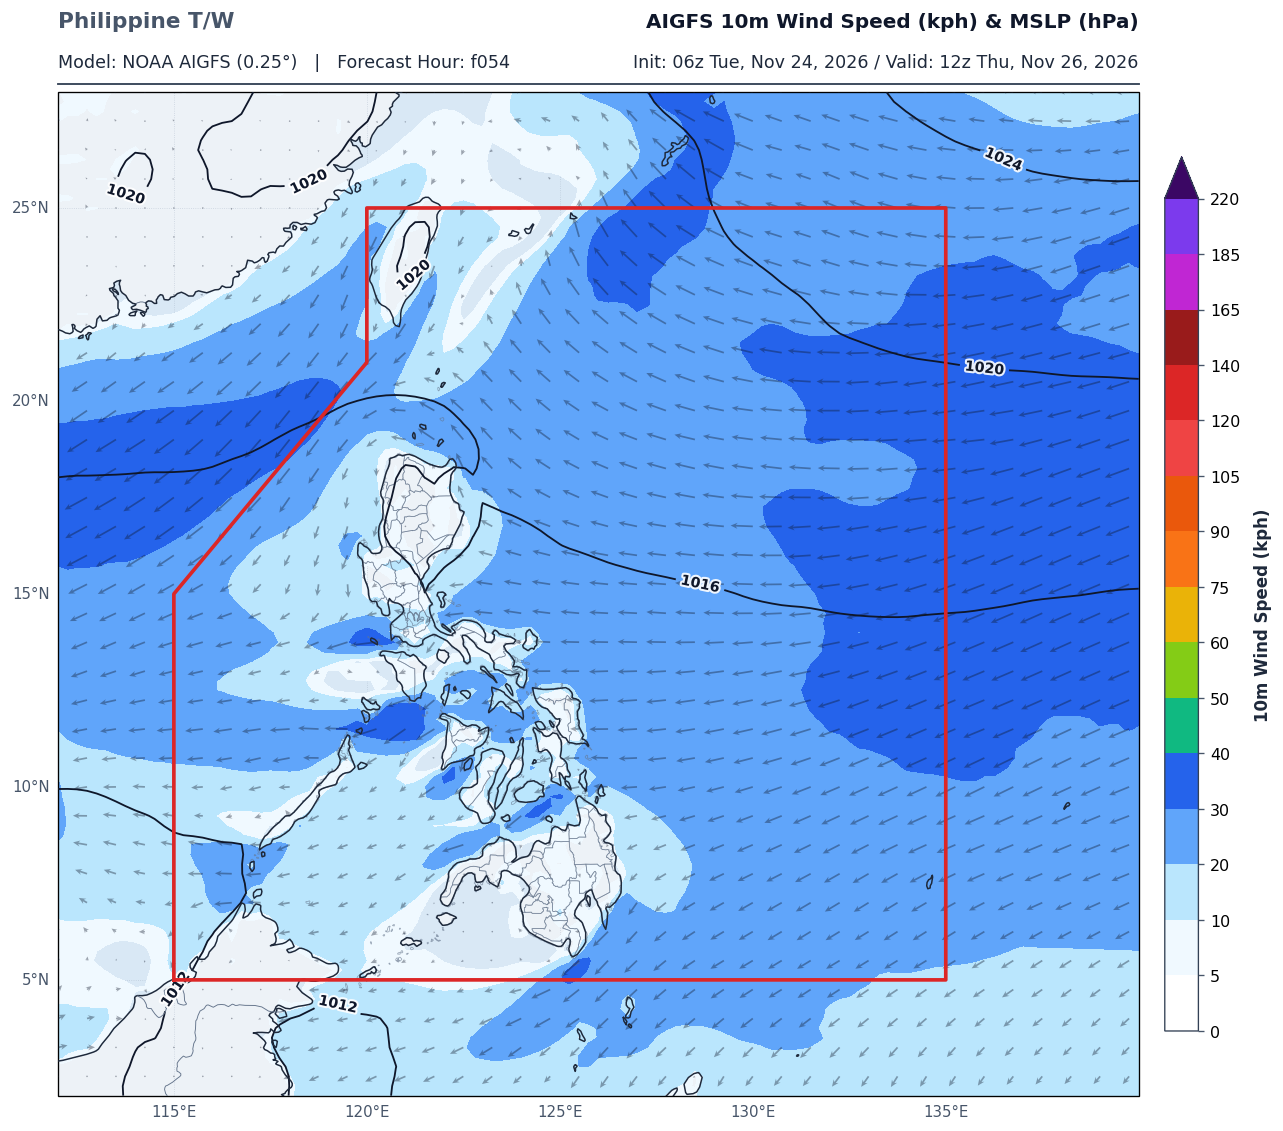 Philippine T/W
AIGFS 10m Wind Speed (kph) & MSLP (hPa)
Model: NOAA AIGFS (0.25°) | Forecast Hour: f054
Init: 06z Tue, Nov 24, 2026 / Valid: 12z Thu, Nov 26, 2026
1024
1020
1020
1020
1020
1016
1012
1012
25°N
20°N
15°N
10°N
5°N
115°E
120°E
125°E
130°E
135°E
220
185
165
140
120
105
90
75
60
50
40
30
20
10
5
0
10m Wind Speed (kph)